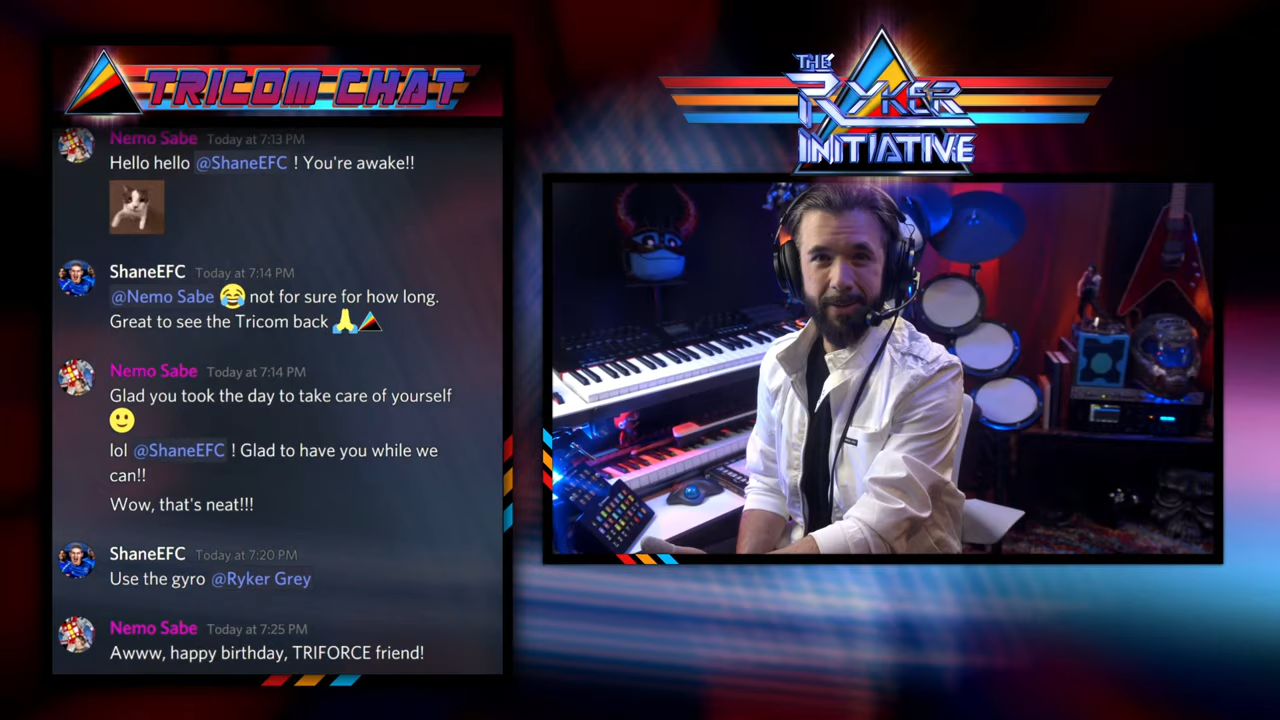 TRICOM CHAT
Nemo Sabe Today at 7:13 PM
Hello hello @ShaneEFC ! You're awake!!
ShaneEFC Today at 7:14 PM
@Nemo Sabe 😂 not for sure for how long.
Great to see the Tricom back 🙏
Nemo Sabe Today at 7:14 PM
Glad you took the day to take care of yourself
🙂
lol @ShaneEFC ! Glad to have you while we
can!!
Wow, that's neat!!!
ShaneEFC Today at 7:20 PM
Use the gyro @Ryker Grey
Nemo Sabe Today at 7:25 PM
Awww, happy birthday, TRIFORCE friend!
THE
RYKER
INITIATIVE